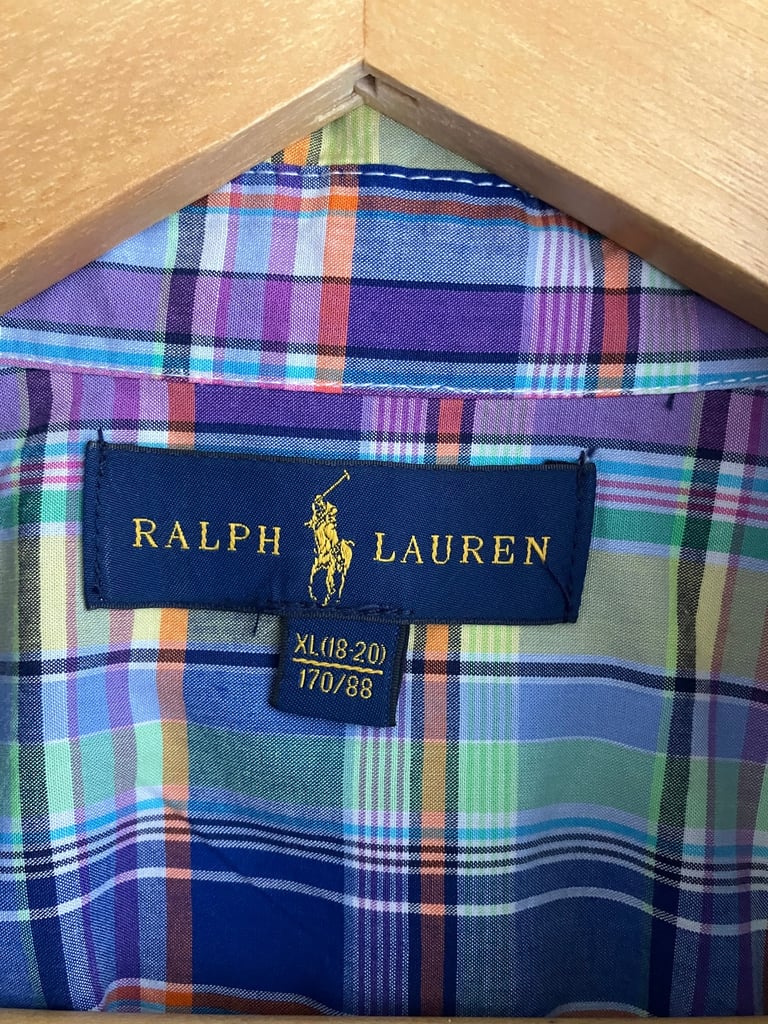 RALPH LAUREN
XL(18-20)
170/88